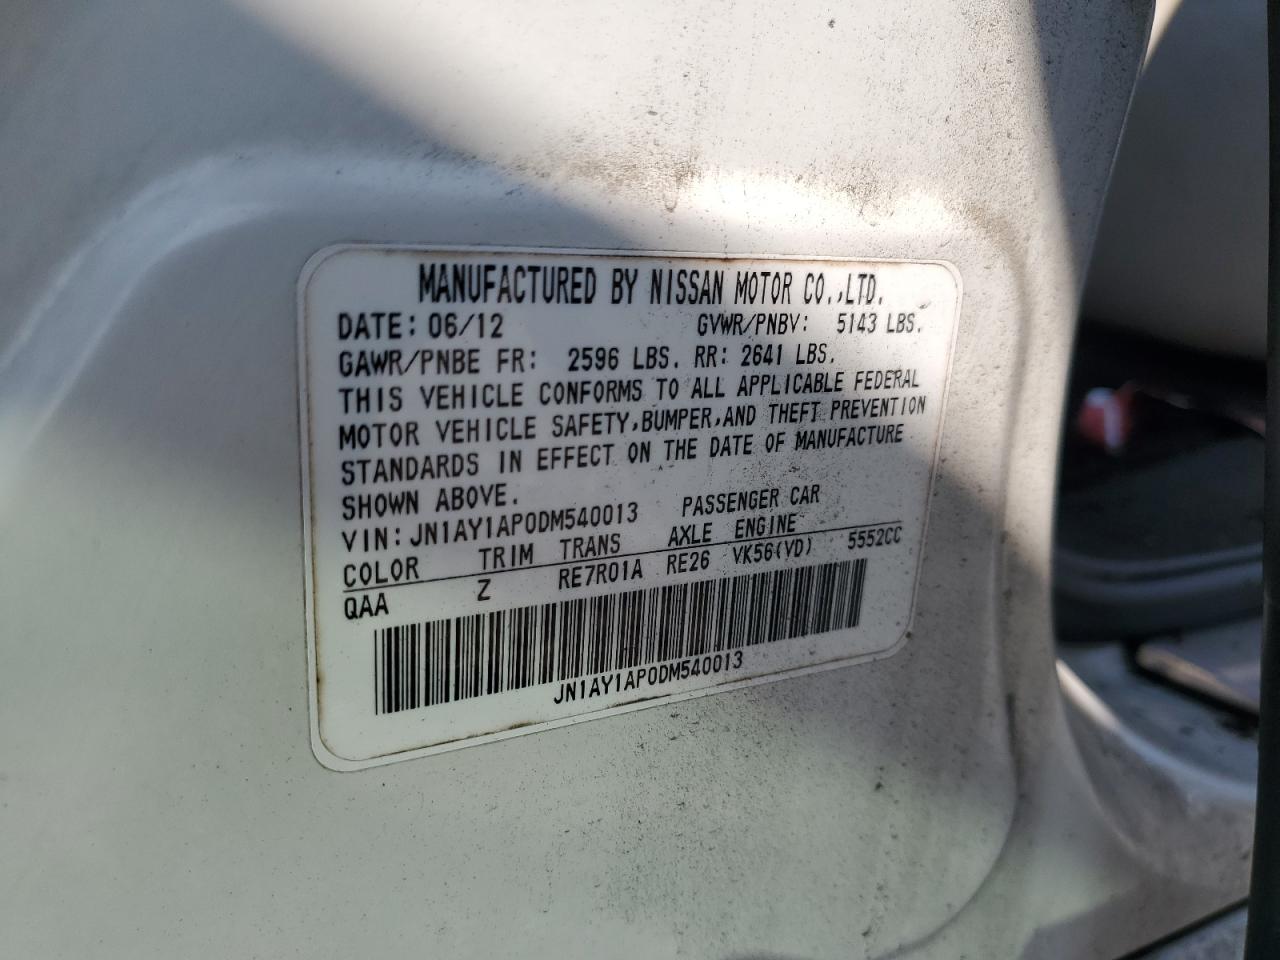 MANUFACTURED BY NISSAN MOTOR CO.,LTD.
DATE: 06/12 GVWR/PNBV: 5143 LBS.
GAWR/PNBE FR: 2596 LBS. RR: 2641 LBS.
THIS VEHICLE CONFORMS TO ALL APPLICABLE FEDERAL
MOTOR VEHICLE SAFETY,BUMPER,AND THEFT PREVENTION
STANDARDS IN EFFECT ON THE DATE OF MANUFACTURE
SHOWN ABOVE.
VIN: JN1AY1AP0DM540013 PASSENGER CAR
COLOR TRIM TRANS AXLE ENGINE
QAA Z RE7R01A RE26 VK56(VD) 5552CC
JN1AY1AP0DM540013